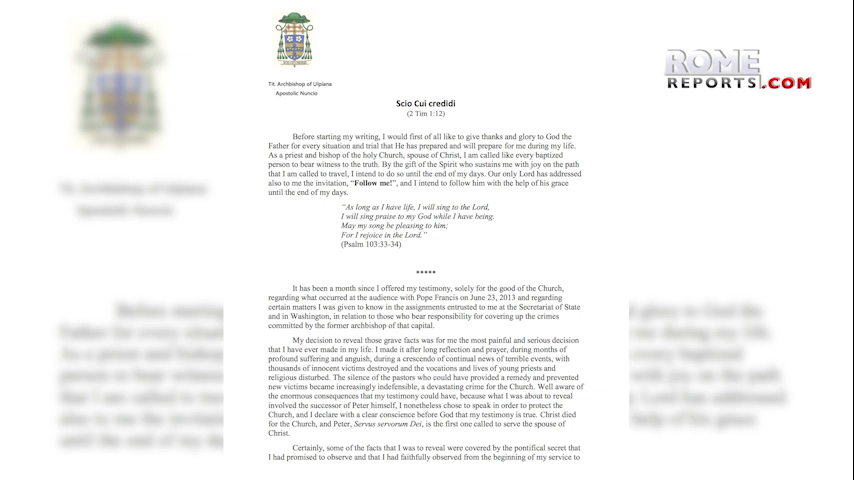 ROME
REPORTS.COM
Tit. Archbishop of Ulpiana
Apostolic Nuncio
Scio Cui credidi
(2 Tim 1:12)
Before starting my writing, I would first of all like to give thanks and glory to God the
Father for every situation and trial that He has prepared and will prepare for me during my life.
As a priest and bishop of the holy Church, spouse of Christ, I am called like every baptized
person to bear witness to the truth. By the gift of the Spirit who sustains me with joy on the path
that I am called to travel, I intend to do so until the end of my days. Our only Lord has addressed
also to me the invitation, “Follow me!”, and I intend to follow him with the help of his grace
until the end of my days.
“As long as I have life, I will sing to the Lord,
I will sing praise to my God while I have being.
May my song be pleasing to him;
For I rejoice in the Lord.”
(Psalm 103:33-34)
*****
It has been a month since I offered my testimony, solely for the good of the Church,
regarding what occurred at the audience with Pope Francis on June 23, 2013 and regarding
certain matters I was given to know in the assignments entrusted to me at the Secretariat of State
and in Washington, in relation to those who bear responsibility for covering up the crimes
committed by the former archbishop of that capital.
My decision to reveal those grave facts was for me the most painful and serious decision
that I have ever made in my life. I made it after long reflection and prayer, during months of
profound suffering and anguish, during a crescendo of continual news of terrible events, with
thousands of innocent victims destroyed and the vocations and lives of young priests and
religious disturbed. The silence of the pastors who could have provided a remedy and prevented
new victims became increasingly indefensible, a devastating crime for the Church. Well aware of
the enormous consequences that my testimony could have, because what I was about to reveal
involved the successor of Peter himself, I nonetheless chose to speak in order to protect the
Church, and I declare with a clear conscience before God that my testimony is true. Christ died
for the Church, and Peter, Servus servorum Dei, is the first one called to serve the spouse of
Christ.
Certainly, some of the facts that I was to reveal were covered by the pontifical secret that
I had promised to observe and that I had faithfully observed from the beginning of my service to